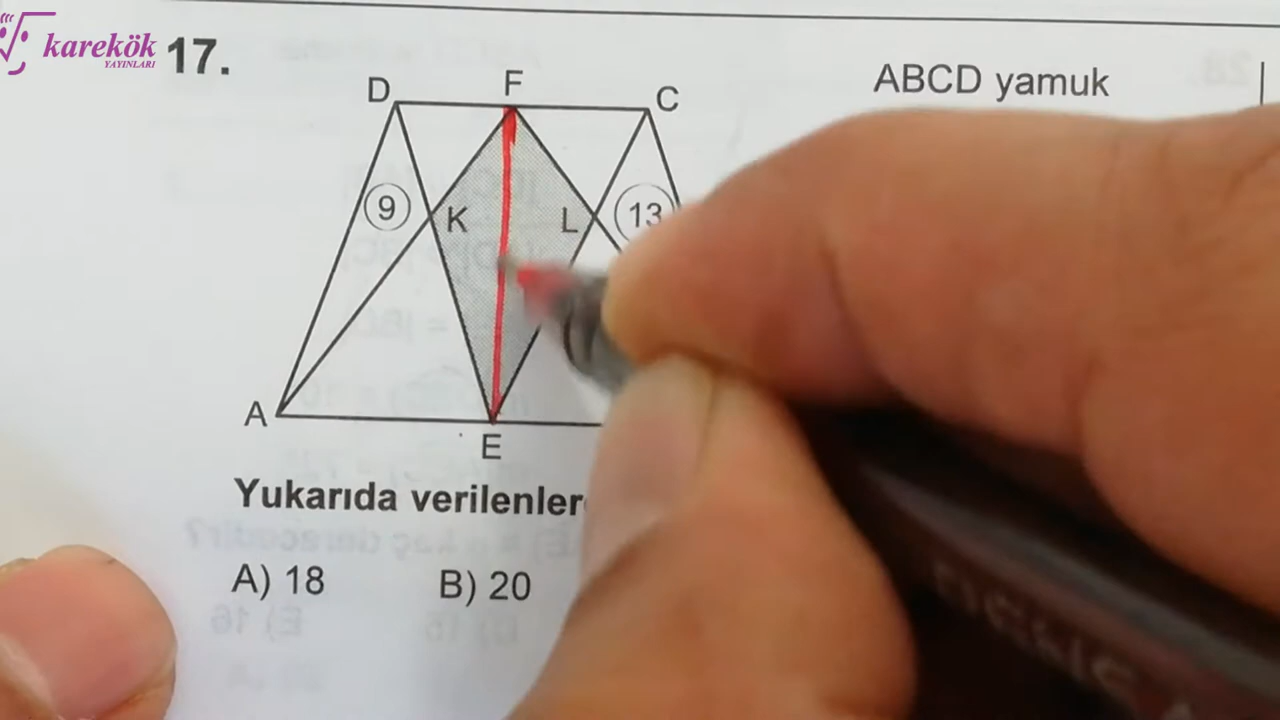 karekök
YAYINLARI
17.
ABCD yamuk
D
F
C
9
K
L
13
A
E
Yukarıda verilenler
A) 18
B) 20